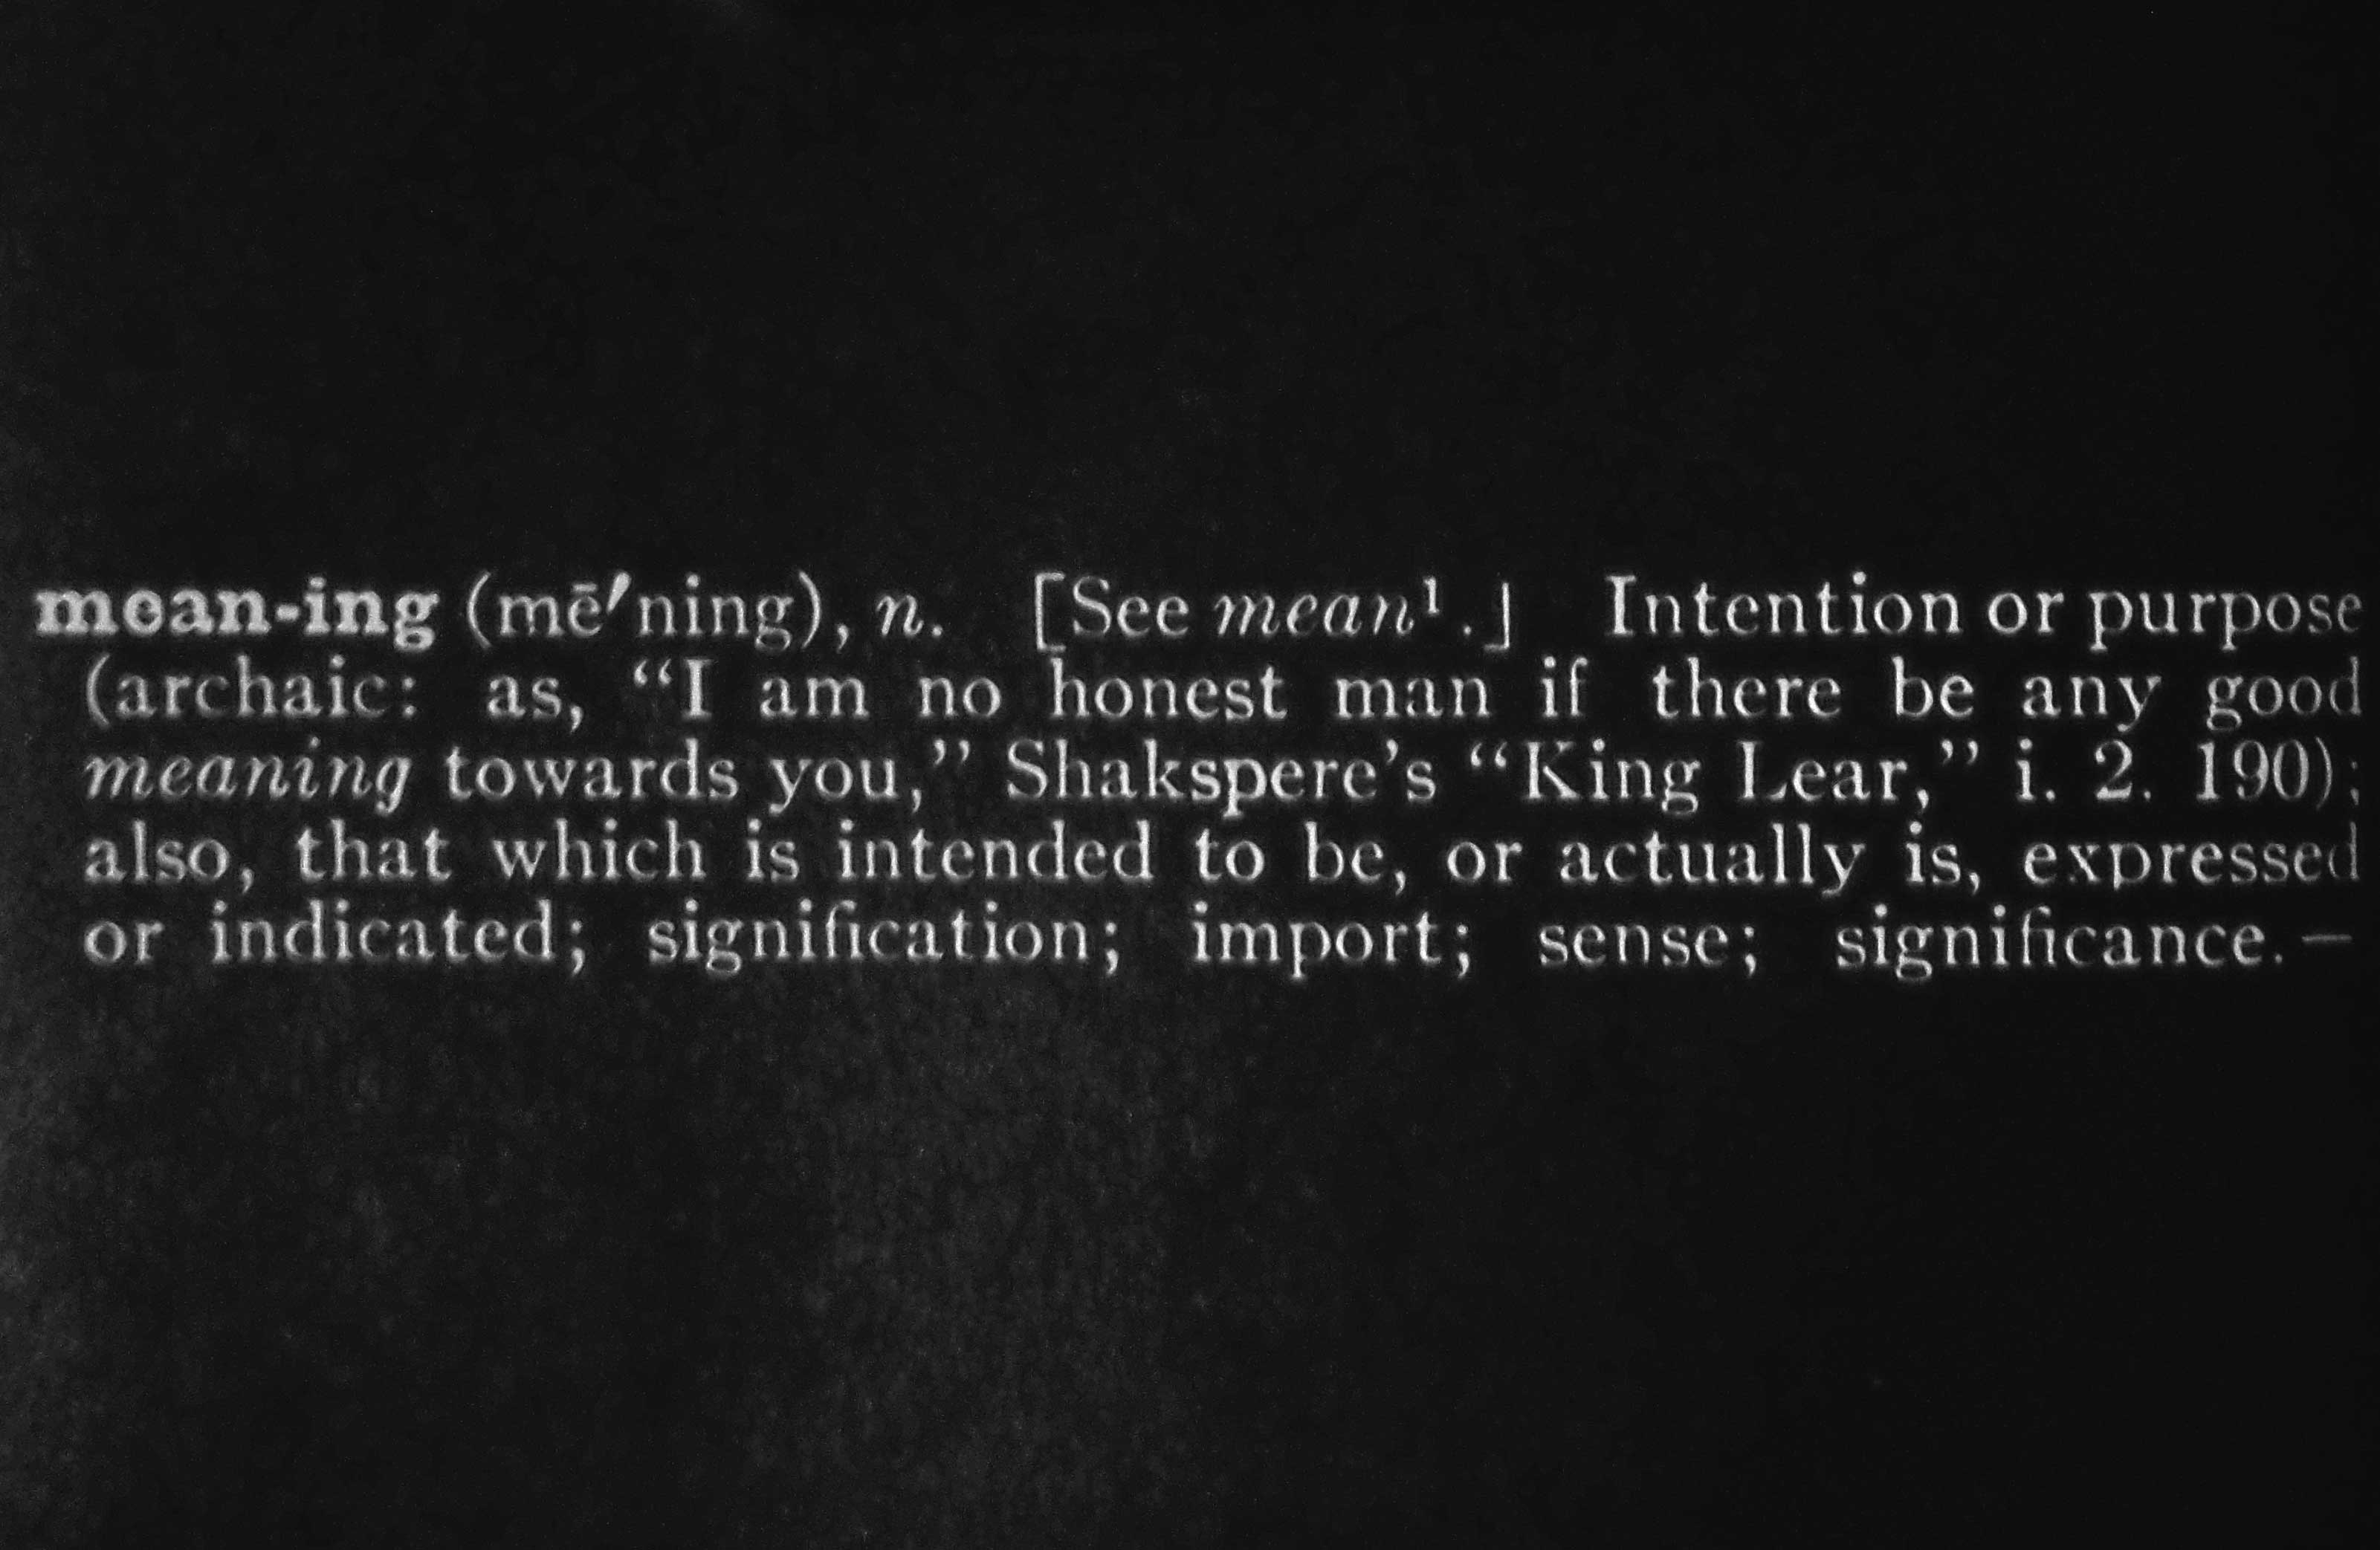 mean-ing (mē′ning), n. [See mean¹.] Intention or purpose
(archaic: as, “I am no honest man if there be any good
meaning towards you,” Shakspere’s “King Lear,” i. 2. 190);
also, that which is intended to be, or actually is, expressed
or indicated; signification; import; sense; significance.—